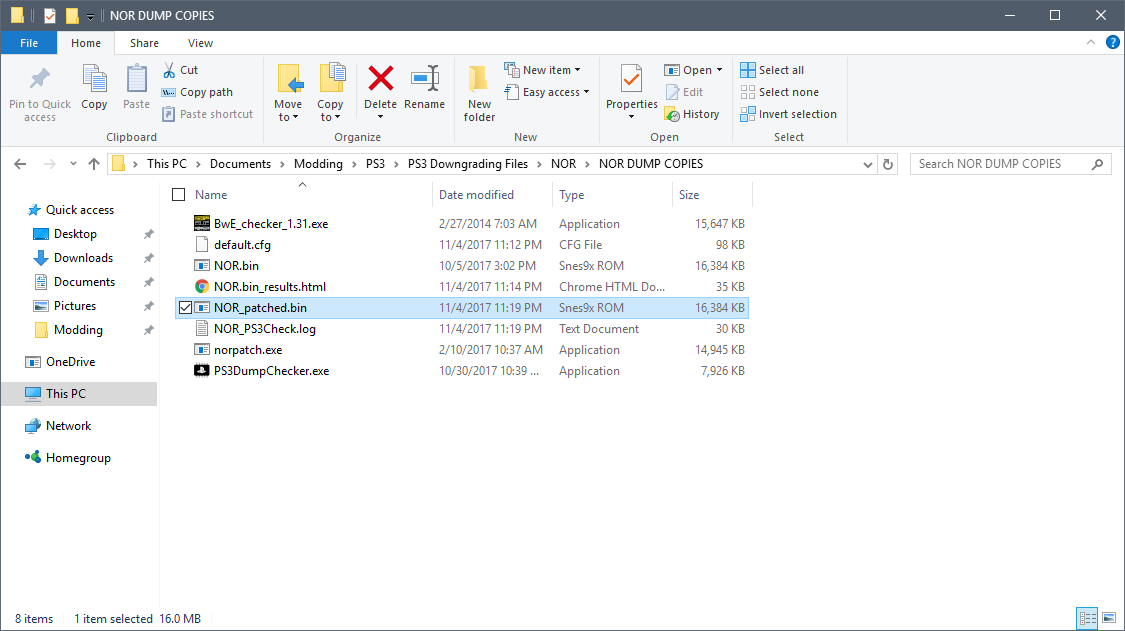 NOR DUMP COPIES
File Home Share View
Pin to Quick access
Copy
Paste
Cut
Copy path
Paste shortcut
Clipboard
Move to
Copy to
Delete
Rename
Organize
New folder
New item
Easy access
New
Properties
Open
Edit
History
Open
Select all
Select none
Invert selection
Select
This PC > Documents > Modding > PS3 > PS3 Downgrading Files > NOR > NOR DUMP COPIES
Search NOR DUMP COPIES
Quick access
Desktop
Downloads
Documents
Pictures
Modding
OneDrive
This PC
Network
Homegroup
Name Date modified Type Size
BwE_checker_1.31.exe 2/27/2014 7:03 AM Application 15,647 KB
default.cfg 11/4/2017 11:12 PM CFG File 98 KB
NOR.bin 10/5/2017 3:02 PM Snes9x ROM 16,384 KB
NOR.bin_results.html 11/4/2017 11:14 PM Chrome HTML Do... 35 KB
NOR_patched.bin 11/4/2017 11:19 PM Snes9x ROM 16,384 KB
NOR_PS3Check.log 11/4/2017 11:19 PM Text Document 30 KB
norpatch.exe 2/10/2017 10:37 AM Application 14,945 KB
PS3DumpChecker.exe 10/30/2017 10:39 ... Application 7,926 KB
8 items 1 item selected 16.0 MB